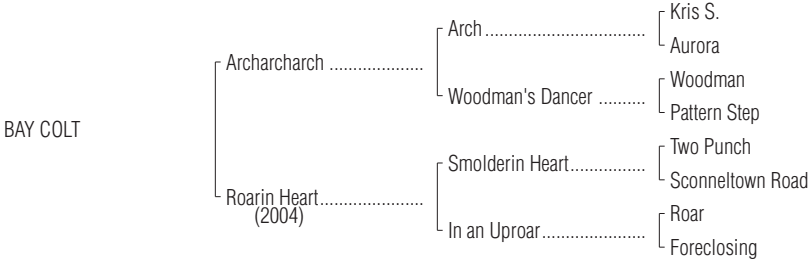 Kris S.
Arch ..................................
Aurora
Archarcharch ....................
Woodman
Woodman's Dancer ..........
Pattern Step
BAY COLT
Two Punch
Smolderin Heart................
Sconneltown Road
Roarin Heart......................
(2004)
Roar
In an Uproar......................
Foreclosing